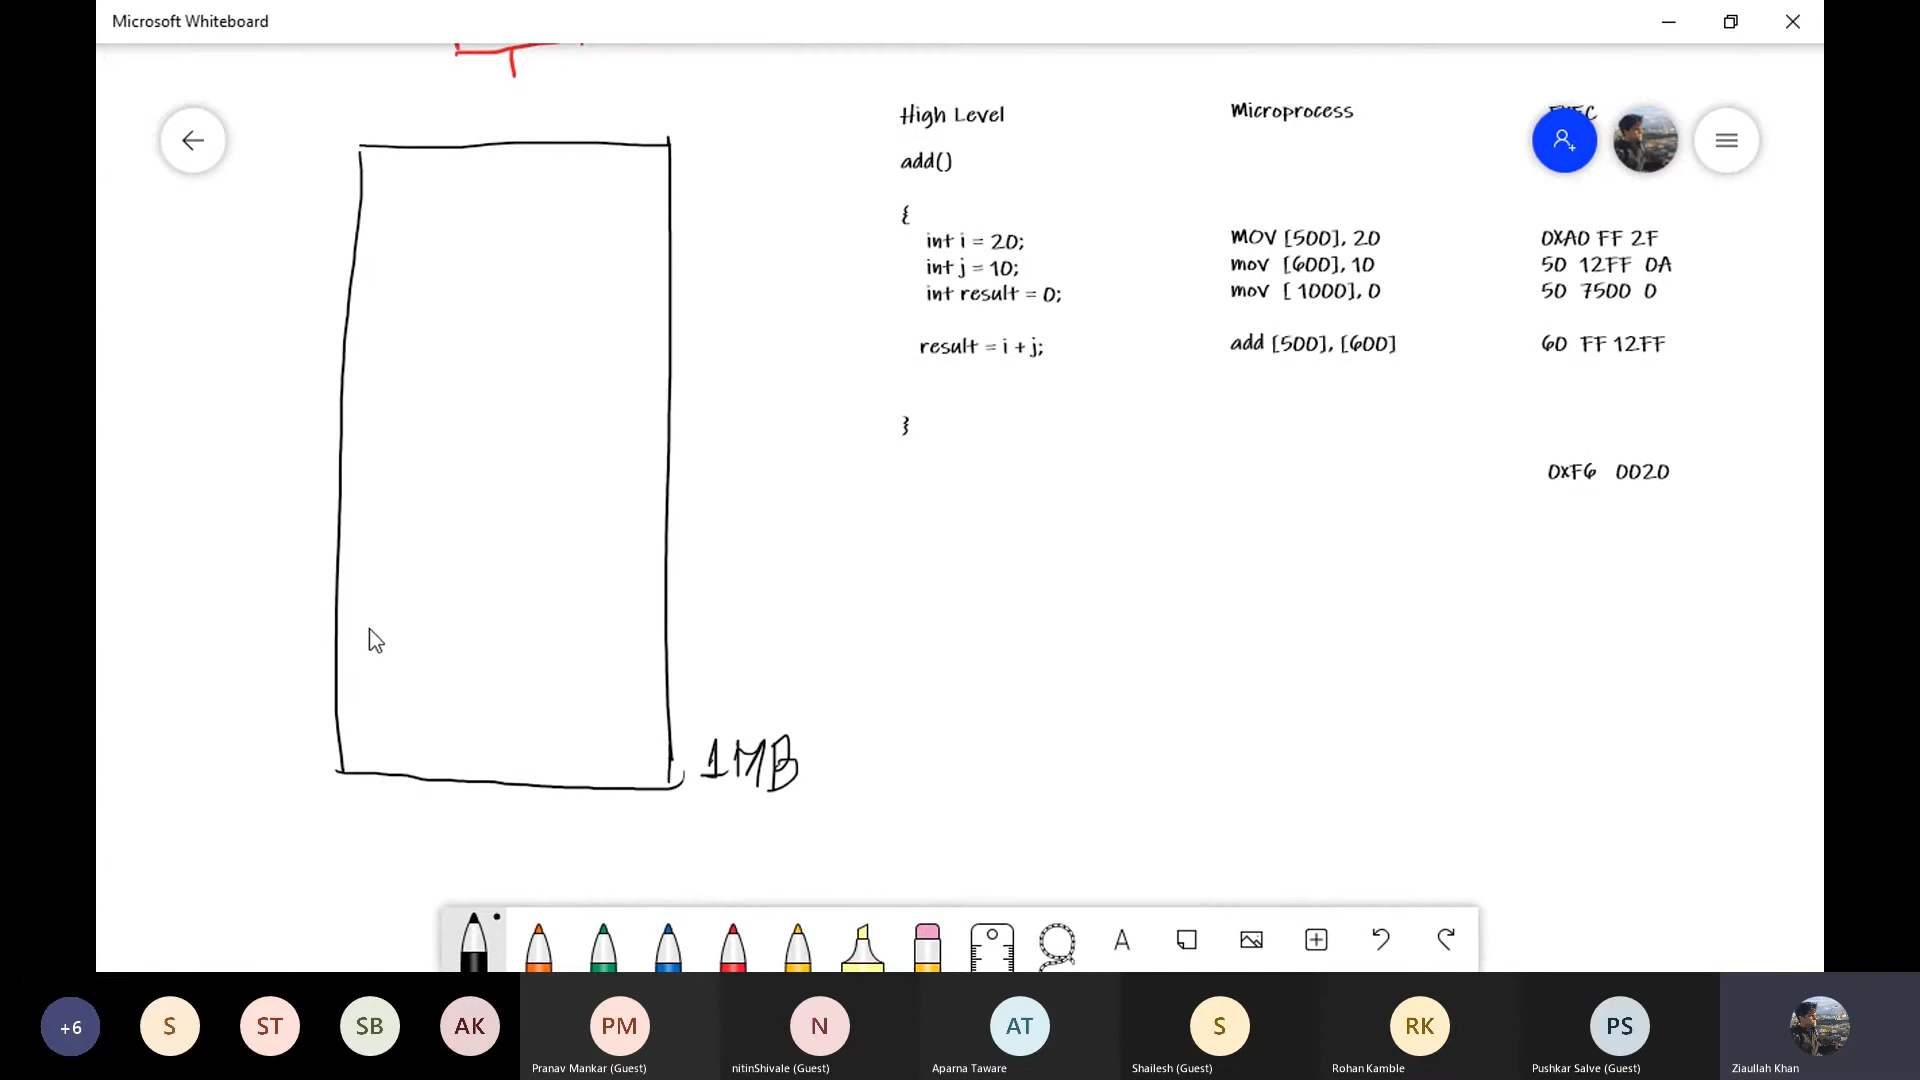 Microsoft Whiteboard
High Level
Microprocess
add()
{
int i = 20;
MOV [500], 20
0XA0 FF 2F
int j = 10;
mov [600], 10
50 12FF 0A
int result = 0;
mov [ 1000], 0
50 7500 0
result = i + j;
add [500], [600]
60 FF 12FF
}
0xF6 0020
1MB
A
+6
S
ST
SB
AK
PM
N
AT
S
RK
PS
Pranav Mankar (Guest)
nitinShivale (Guest)
Aparna Taware
Shailesh (Guest)
Rohan Kamble
Pushkar Salve (Guest)
Ziaullah Khan